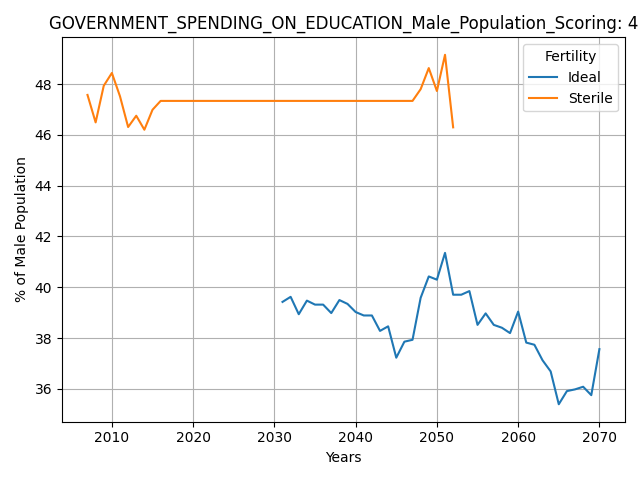 GOVERNMENT_SPENDING_ON_EDUCATION_Male_Population_Scoring: 4
Fertility
Ideal
Sterile
48
46
44
42
40
38
36
% of Male Population
2010 2020 2030 2040 2050 2060 2070
Years